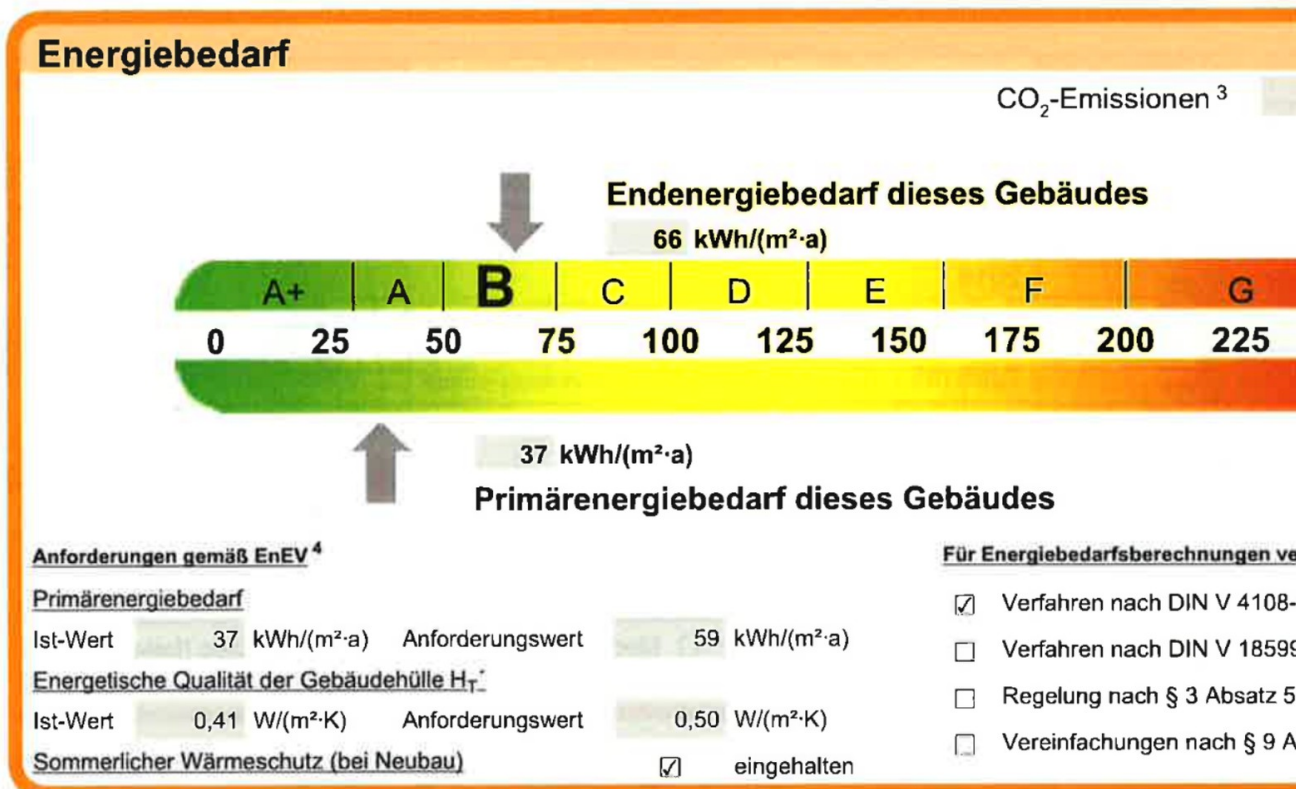 Energiebedarf
CO₂-Emissionen ³
Endenergiebedarf dieses Gebäudes
66 kWh/(m²·a)
A+ A B C D E F G
0 25 50 75 100 125 150 175 200 225
37 kWh/(m²·a)
Primärenergiebedarf dieses Gebäudes
Anforderungen gemäß EnEV ⁴
Für Energiebedarfsberechnungen ve
Primärenergiebedarf
☑ Verfahren nach DIN V 4108-
Ist-Wert 37 kWh/(m²·a) Anforderungswert 59 kWh/(m²·a)
☐ Verfahren nach DIN V 18599
Energetische Qualität der Gebäudehülle H_T'
☐ Regelung nach § 3 Absatz 5
Ist-Wert 0,41 W/(m²·K) Anforderungswert 0,50 W/(m²·K)
☐ Vereinfachungen nach § 9 A
Sommerlicher Wärmeschutz (bei Neubau) ☑ eingehalten